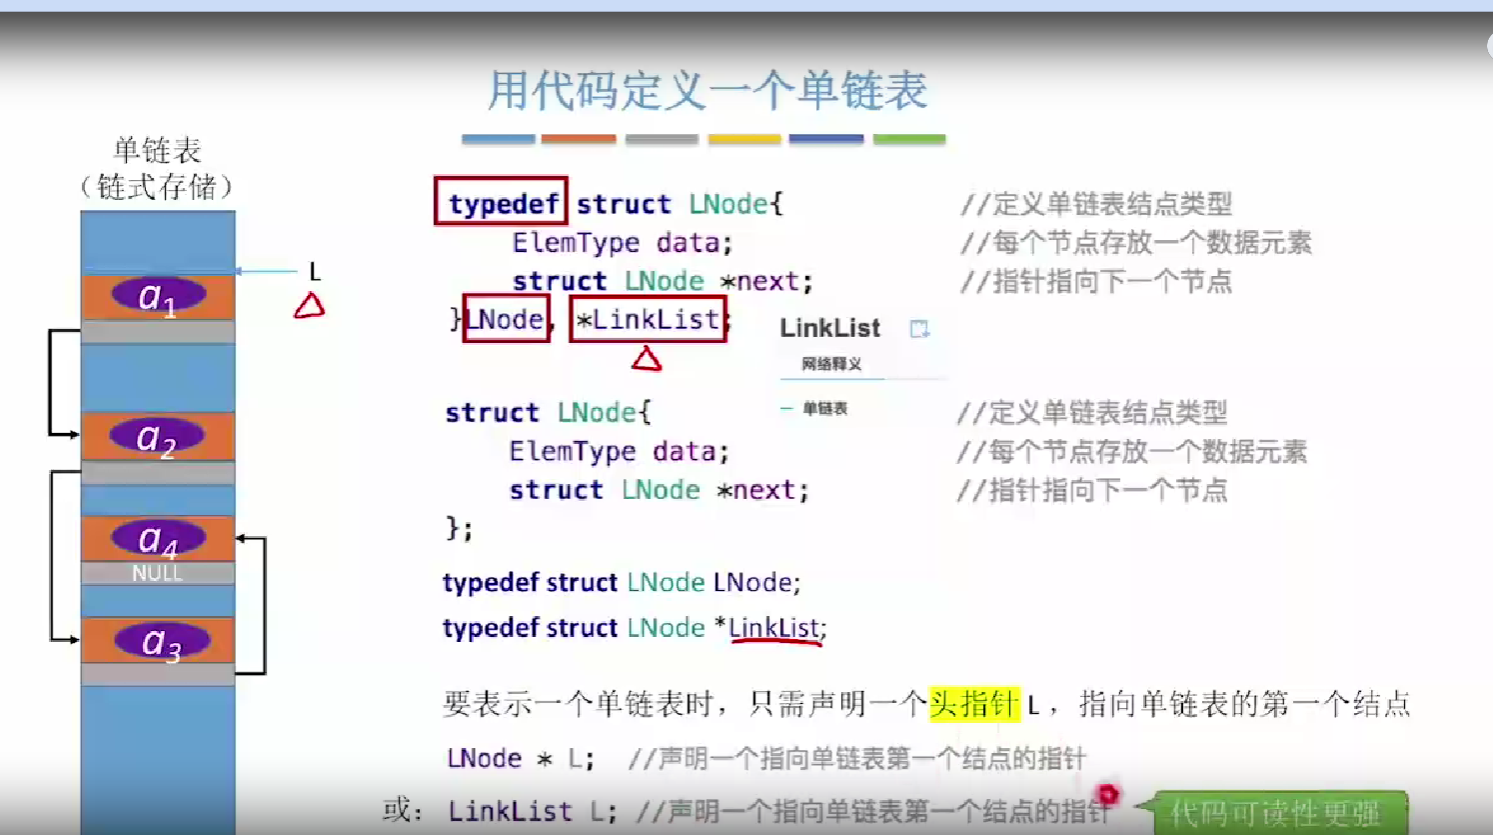 用代码定义一个单链表
单链表
（链式存储）
L
a1
a2
a4
NULL
a3
typedef struct LNode{ //定义单链表结点类型
ElemType data; //每个节点存放一个数据元素
struct LNode *next; //指针指向下一个节点
}LNode, *LinkList;
LinkList
网络释义
单链表
struct LNode{ //定义单链表结点类型
ElemType data; //每个节点存放一个数据元素
struct LNode *next; //指针指向下一个节点
};
typedef struct LNode LNode;
typedef struct LNode *LinkList;
要表示一个单链表时，只需声明一个头指针 L ，指向单链表的第一个结点
LNode * L; //声明一个指向单链表第一个结点的指针
或： LinkList L; //声明一个指向单链表第一个结点的指针
代码可读性更强